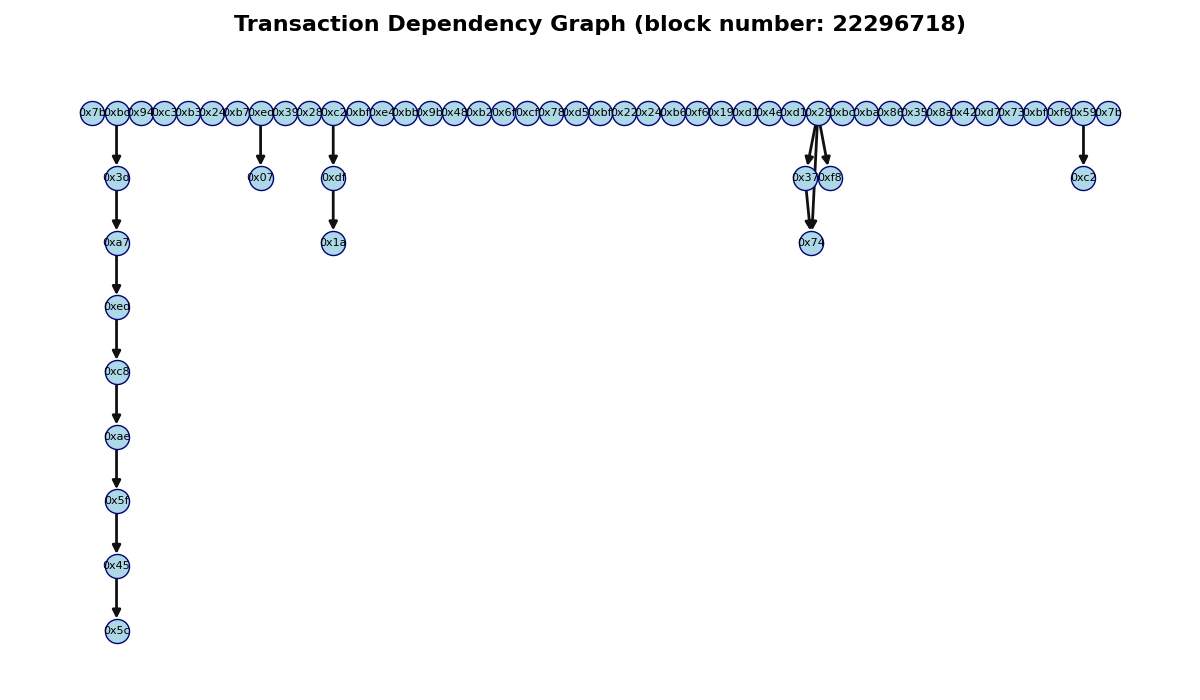 Transaction Dependency Graph (block number: 22296718)
0x7b 0xbd 0x94 0xc3 0xb3 0x24 0xb7 0xed 0x39 0x28 0xc2 0xbf 0xe4 0xbb 0x9b 0x48 0xb2 0x6f 0xcf 0x78 0xd5 0xbf 0x22 0x24 0xb6 0xf6 0x19 0xd1 0x4e 0xd1 0x28 0xbc 0xba 0x86 0x35 0x8a 0x42 0xd7 0x73 0xbf 0xf6 0x59 0x7b
0x3d 0x07 0xdf 0x37 0xf8 0xc2
0xa7 0x1a 0x74
0xed
0xc8
0xae
0x5f
0x45
0x5c